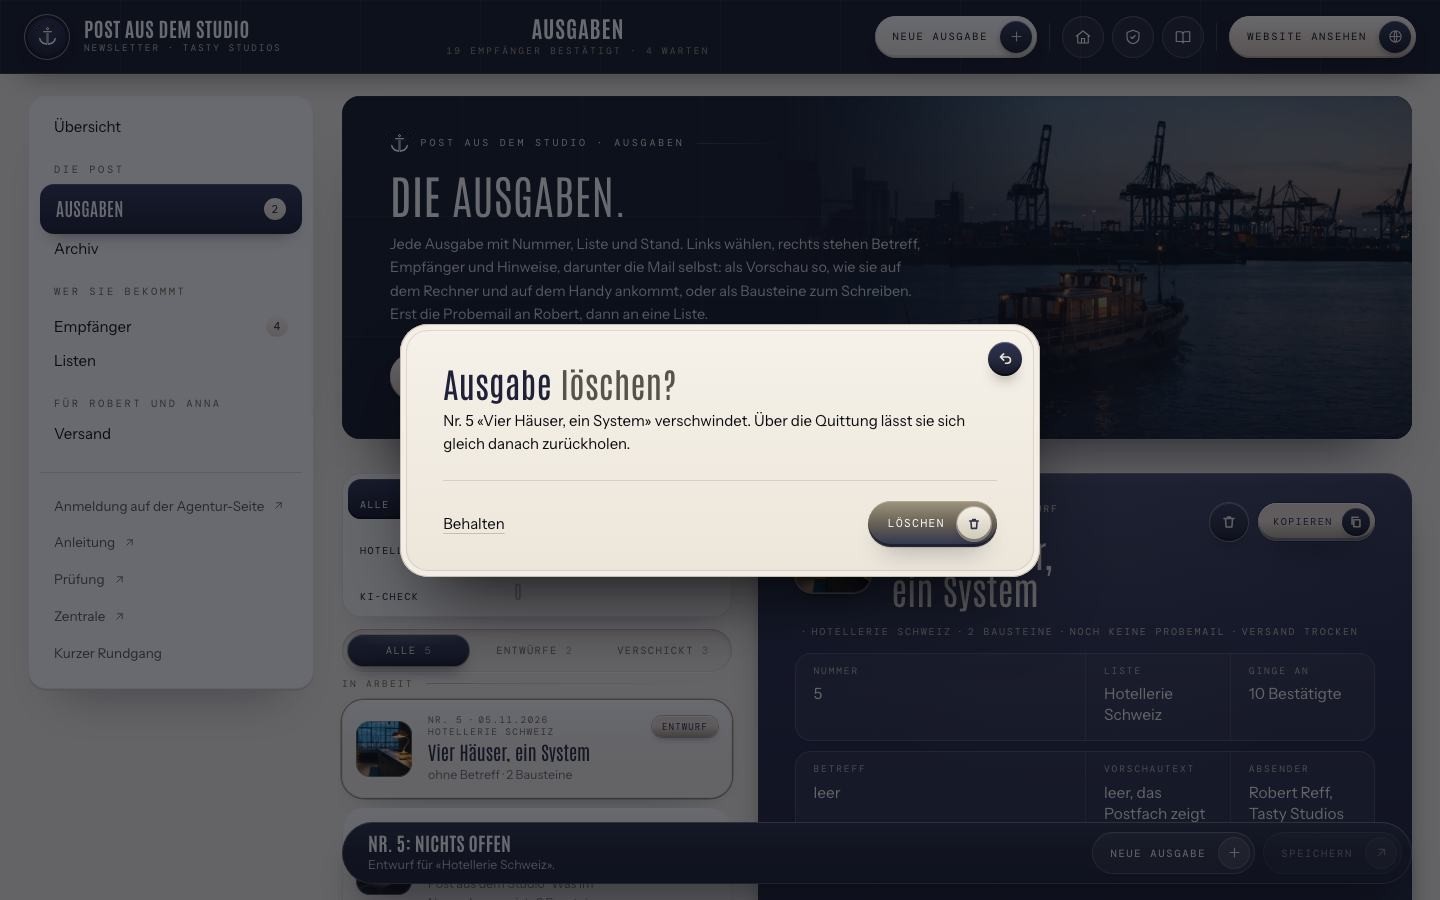 POST AUS DEM STUDIO
NEWSLETTER · TASTY STUDIOS
AUSGABEN
19 EMPFÄNGER BESTÄTIGT · 4 WARTEN
NEUE AUSGABE
WEBSITE ANSEHEN
Übersicht
DIE POST
AUSGABEN 2
Archiv
WER SIE BEKOMMT
Empfänger 4
Listen
FÜR ROBERT UND ANNA
Versand
Anmeldung auf der Agentur-Seite
Anleitung
Prüfung
Zentrale
Kurzer Rundgang
POST AUS DEM STUDIO · AUSGABEN
DIE AUSGABEN.
Jede Ausgabe mit Nummer, Liste und Stand. Links wählen, rechts stehen Betreff,
Empfänger und Hinweise, darunter die Mail selbst: als Vorschau so, wie sie auf
dem Rechner und auf dem Handy ankommt, oder als Bausteine zum Schreiben.
Erst die Probemail an Robert, dann an eine Liste.
Ausgabe löschen?
Nr. 5 «Vier Häuser, ein System» verschwindet. Über die Quittung lässt sie sich
gleich danach zurückholen.
Behalten
LÖSCHEN
ALLE
KI-CHECK
0
ALLE 5
ENTWÜRFE 2
VERSCHICKT 3
IN ARBEIT
NR. 5 · 05.11.2026
HOTELLERIE SCHWEIZ
ENTWURF
Vier Häuser, ein System
ohne Betreff · 2 Bausteine
KOPIEREN
ein System
· HOTELLERIE SCHWEIZ · 2 BAUSTEINE · NOCH KEINE PROBEMAIL · VERSAND TROCKEN
NUMMER
5
LISTE
Hotellerie
Schweiz
GINGE AN
10 Bestätigte
BETREFF
leer
VORSCHAUTEXT
leer, das
Postfach zeigt
ABSENDER
Robert Reff,
Tasty Studios
NR. 5: NICHTS OFFEN
Entwurf für «Hotellerie Schweiz».
NEUE AUSGABE
SPEICHERN